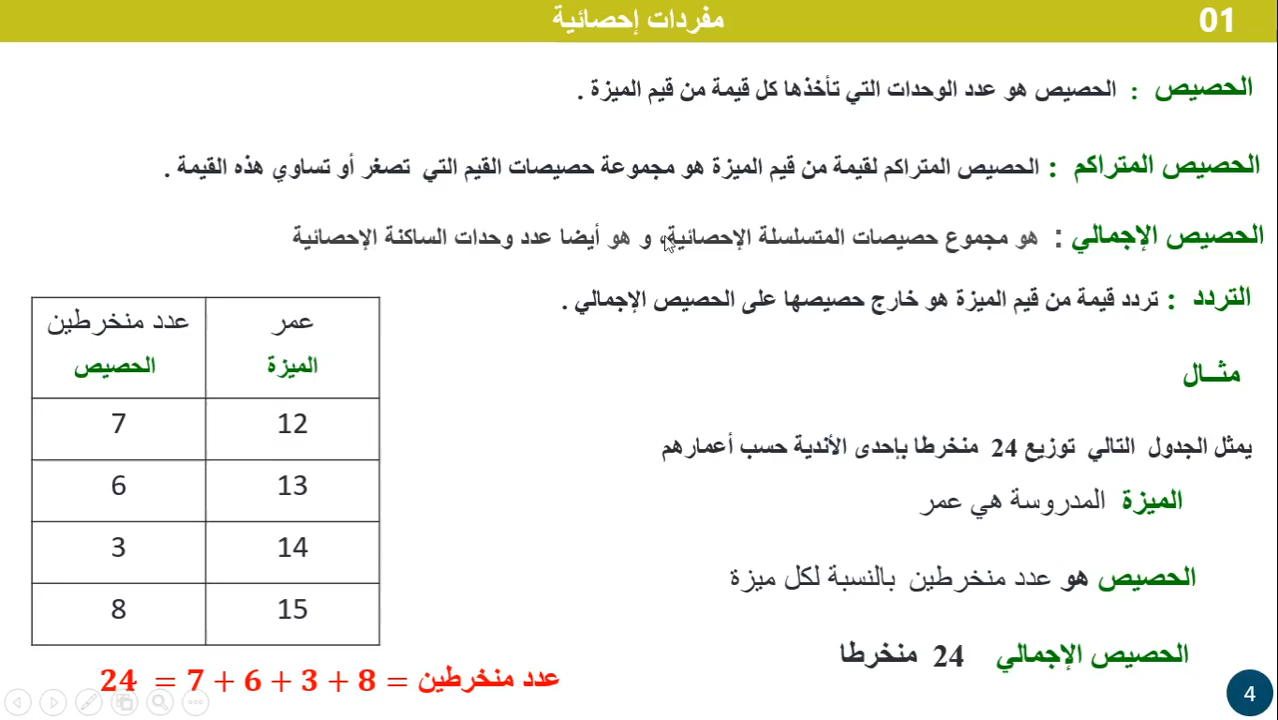 01
مفردات إحصائية
الحصيص : الحصيص هو عدد الوحدات التي تأخذها كل قيمة من قيم الميزة .
الحصيص المتراكم : الحصيص المتراكم لقيمة من قيم الميزة هو مجموعة حصيصات القيم التي تصغر أو تساوي هذه القيمة .
الحصيص الإجمالي : هو مجموع حصيصات المتسلسلة الإحصائية، و هو أيضا عدد وحدات الساكنة الإحصائية
التردد : تردد قيمة من قيم الميزة هو خارج حصيصها على الحصيص الإجمالي .
مثــال
يمثل الجدول التالي توزيع 24 منخرطا بإحدى الأندية حسب أعمارهم
الميزة المدروسة هي عمر
الحصيص هو عدد منخرطين بالنسبة لكل ميزة
الحصيص الإجمالي 24 منخرطا
عمر عدد منخرطين
الميزة الحصيص
12 7
13 6
14 3
15 8
عدد منخرطين = 7 + 6 + 3 + 8 = 24
4